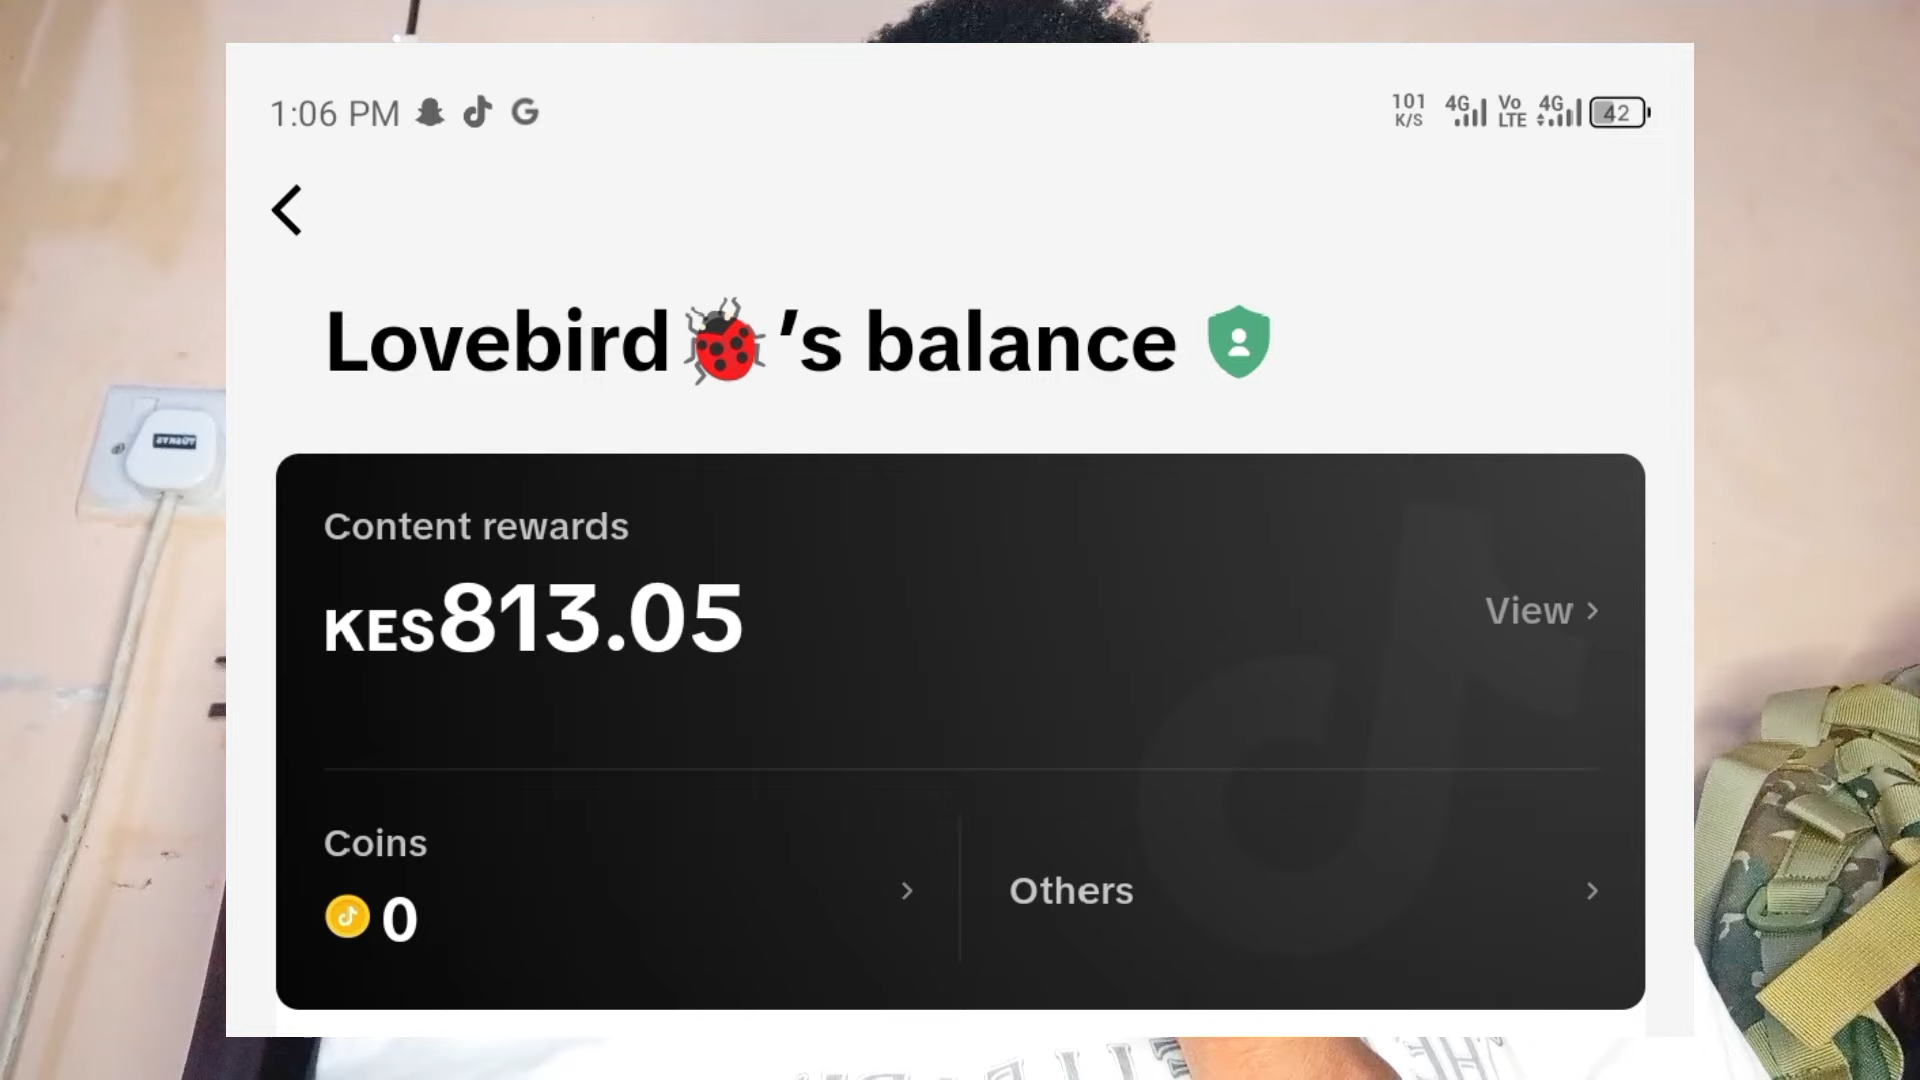 1:06 PM
101 K/S 4G Vo LTE 4G 42
Lovebird🐞's balance
Content rewards
KES813.05
View >
Coins
0
>
Others >